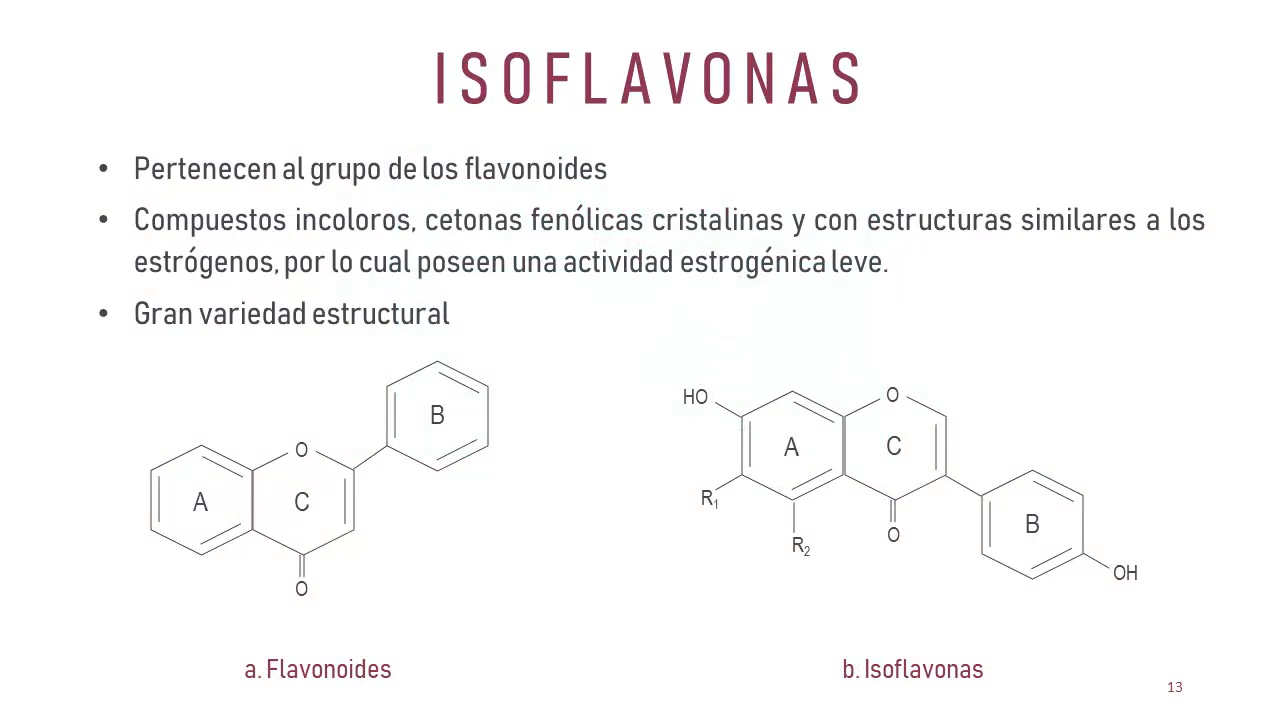 ISOFLAVONAS
• Pertenecen al grupo de los flavonoides
• Compuestos incoloros, cetonas fenólicas cristalinas y con estructuras similares a los
estrógenos, por lo cual poseen una actividad estrogénica leve.
• Gran variedad estructural
B
O
A
C
O
HO
O
A
C
R₁
R₂
O
B
OH
a. Flavonoides
b. Isoflavonas
13